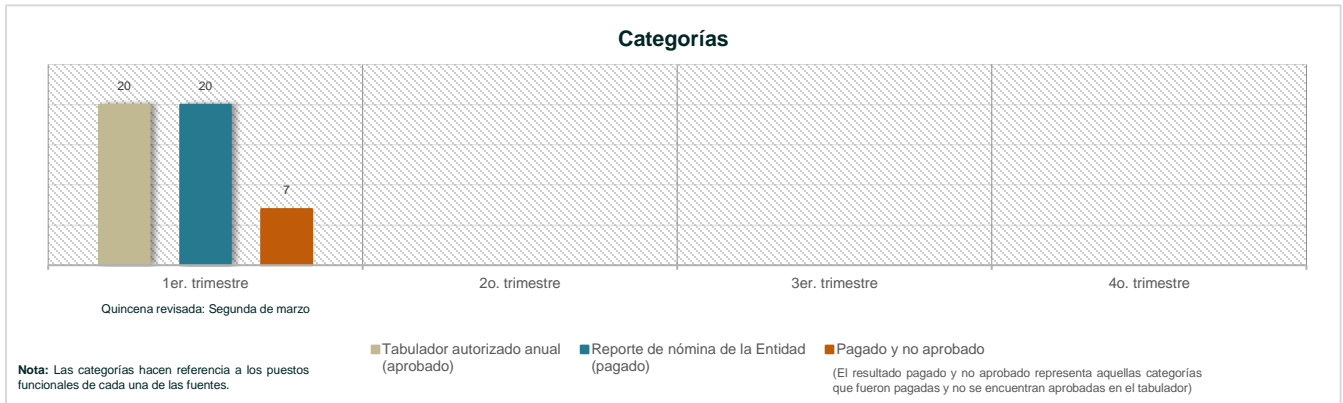 Categorías
20
20
7
1er. trimestre
2o. trimestre
3er. trimestre
4o. trimestre
Quincena revisada: Segunda de marzo
Tabulador autorizado anual
(aprobado)
Reporte de nómina de la Entidad
(pagado)
Pagado y no aprobado
(El resultado pagado y no aprobado representa aquellas categorías
que fueron pagadas y no se encuentran aprobadas en el tabulador)
Nota: Las categorías hacen referencia a los puestos
funcionales de cada una de las fuentes.